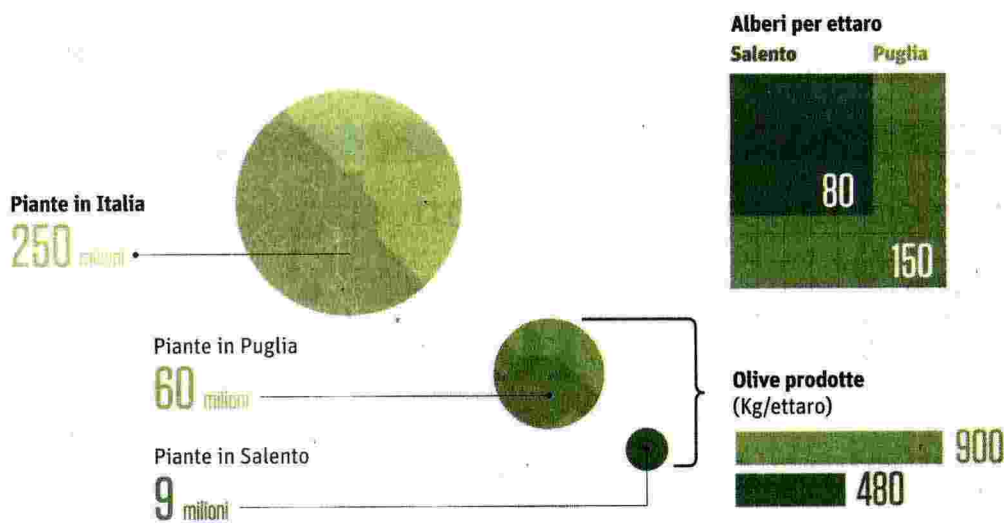 Alberi per ettaro
Salento Puglia
80
150
Piante in Italia
250 milioni
Piante in Puglia
60 milioni
Piante in Salento
9 milioni
Olive prodotte
(Kg/ettaro)
900
480